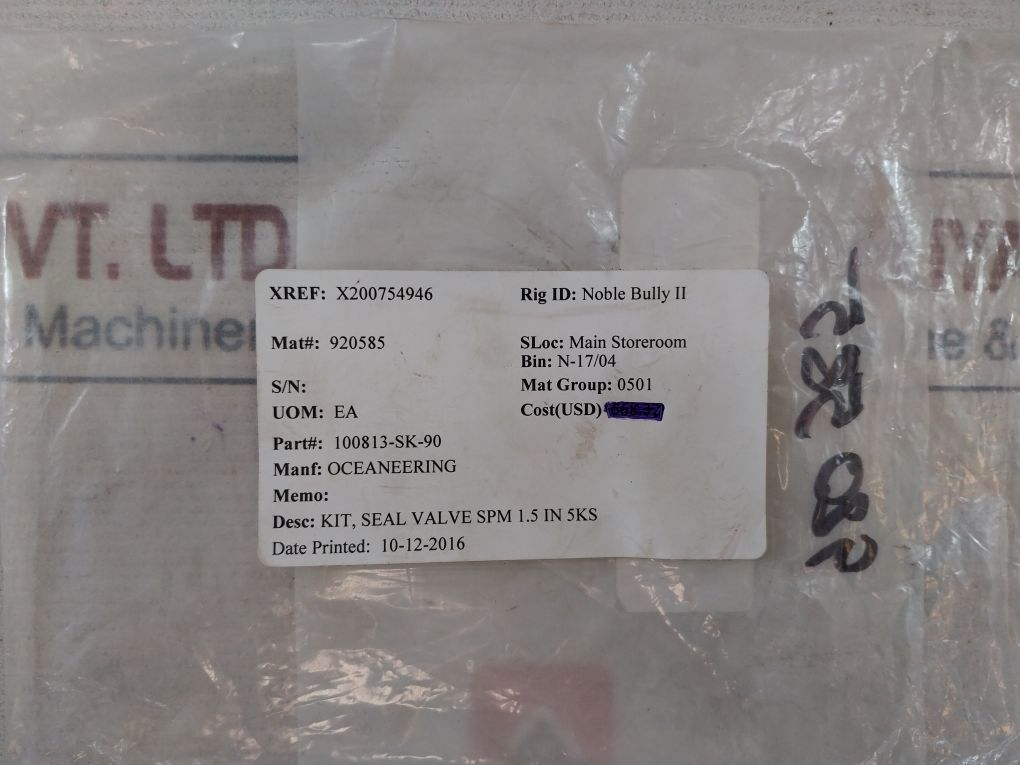 VT. LTD
Machiner
XREF: X200754946
Rig ID: Noble Bully II
Mat#: 920585
SLoc: Main Storeroom
Bin: N-17/04
S/N:
Mat Group: 0501
UOM: EA
Cost(USD)
Part#: 100813-SK-90
Manf: OCEANEERING
Memo:
Desc: KIT, SEAL VALVE SPM 1.5 IN 5KS
Date Printed: 10-12-2016